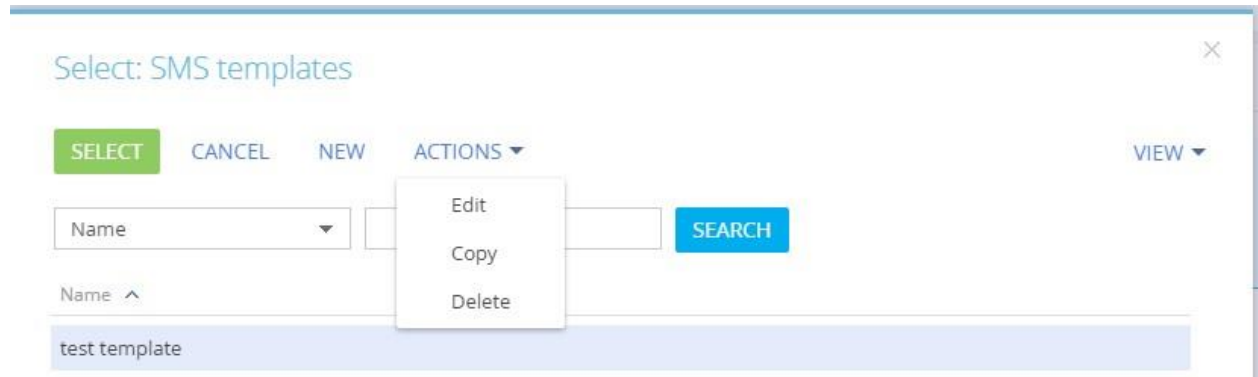 Select: SMS templates
SELECT CANCEL NEW ACTIONS VIEW
Edit
Name SEARCH
Copy
Name
Delete
test template